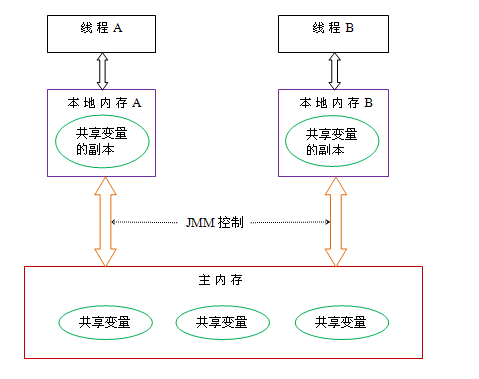 线程 A
线程 B
本地内存 A
本地内存 B
共享变量
的副本
共享变量
的副本
JMM 控制
主内存
共享变量
共享变量
共享变量